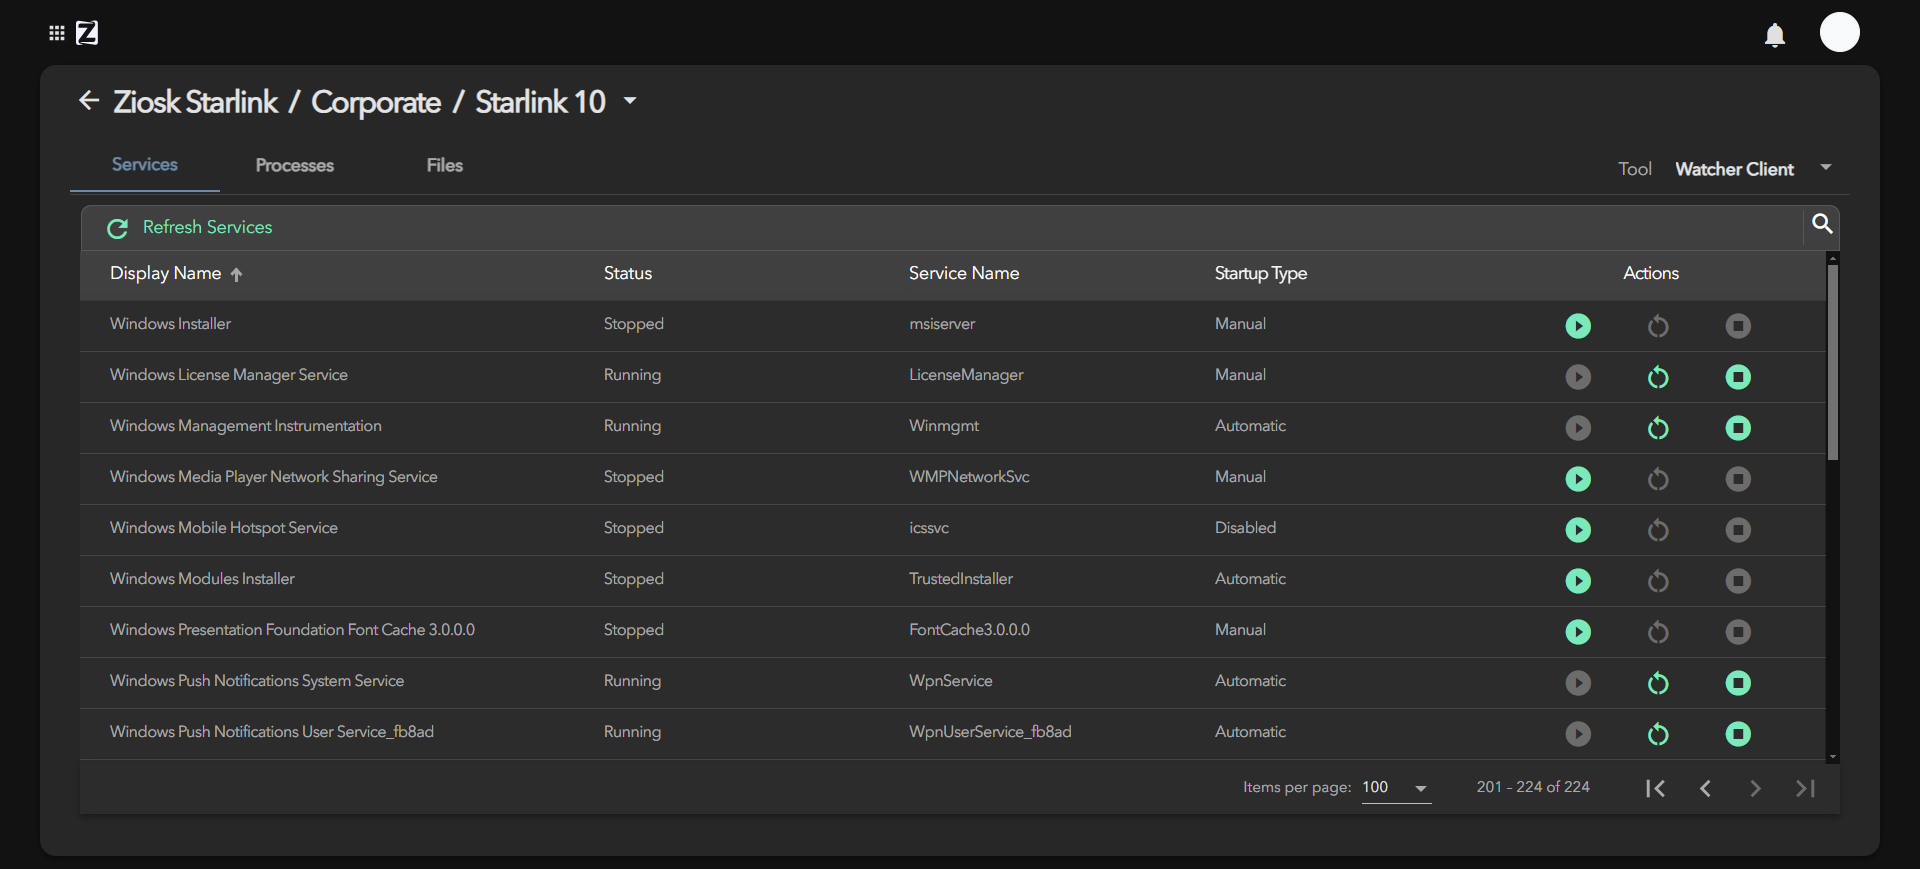 Z
Ziosk Starlink / Corporate / Starlink 10
Services Processes Files Tool Watcher Client
Refresh Services
Display Name Status Service Name Startup Type Actions
Windows Installer Stopped msiserver Manual
Windows License Manager Service Running LicenseManager Manual
Windows Management Instrumentation Running Winmgmt Automatic
Windows Media Player Network Sharing Service Stopped WMPNetworkSvc Manual
Windows Mobile Hotspot Service Stopped icssvc Disabled
Windows Modules Installer Stopped TrustedInstaller Automatic
Windows Presentation Foundation Font Cache 3.0.0.0 Stopped FontCache3.0.0.0 Manual
Windows Push Notifications System Service Running WpnService Automatic
Windows Push Notifications User Service_fb8ad Running WpnUserService_fb8ad Automatic
Items per page: 100 201 - 224 of 224